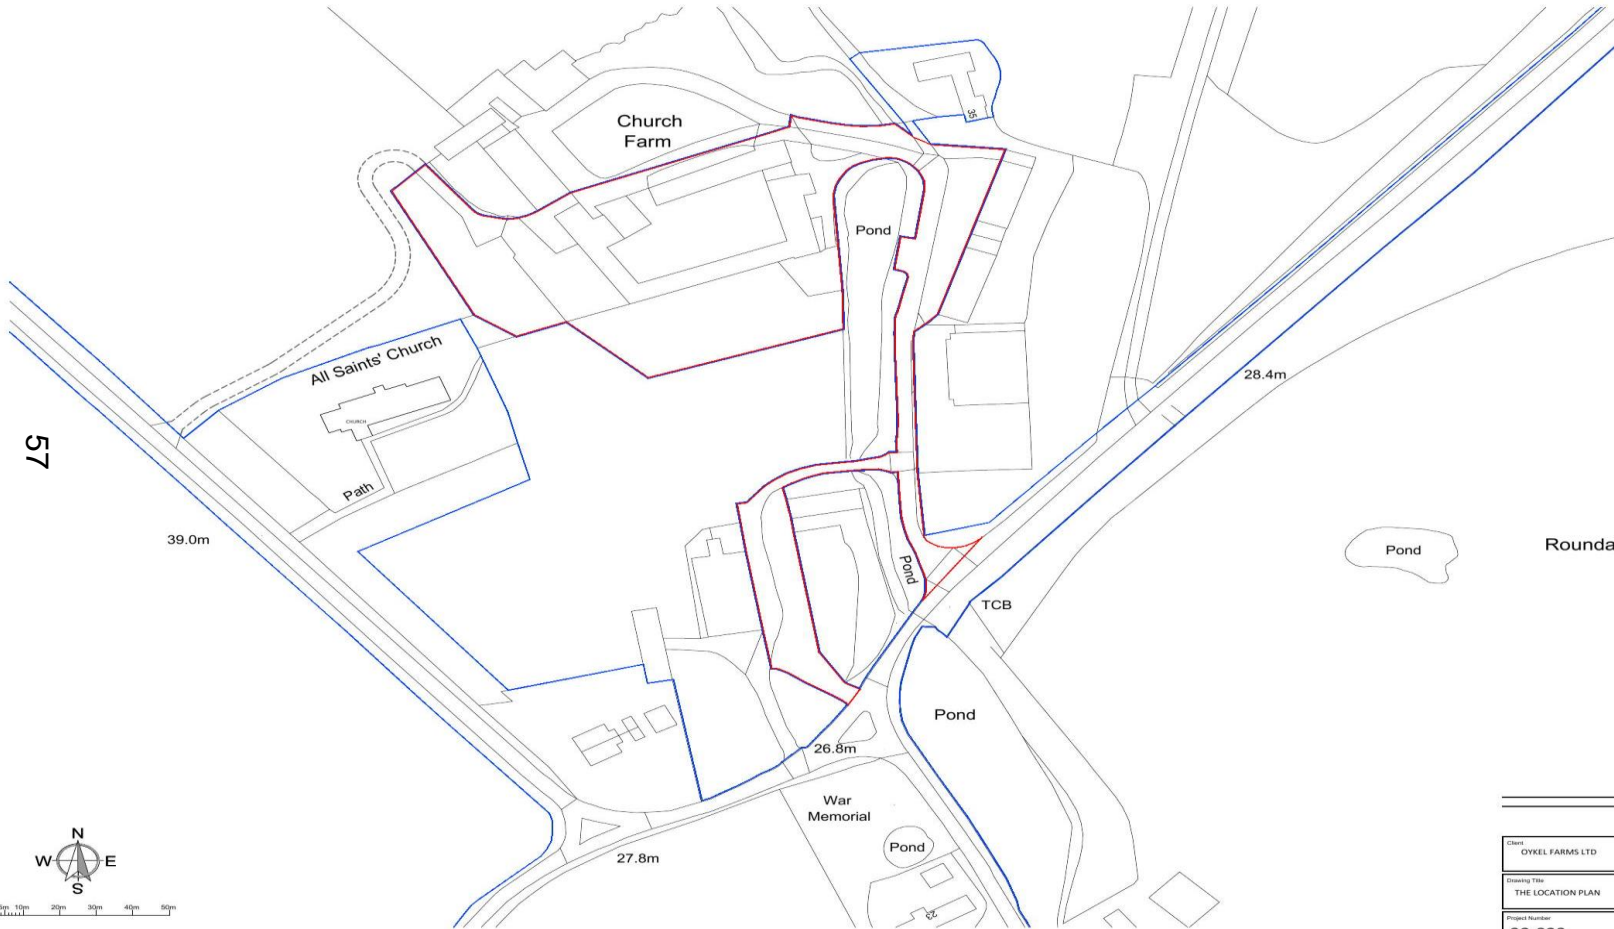 Church
Farm
35
Pond
All Saints' Church
CHURCH
28.4m
57
Path
39.0m
Pond
Pond
Rounda
TCB
Pond
26.8m
War
Memorial
Pond
27.8m
23
N
W E
S
10m 20m 30m 40m 50m
Client
OYKEL FARMS LTD
Drawing Title
THE LOCATION PLAN
Project Number